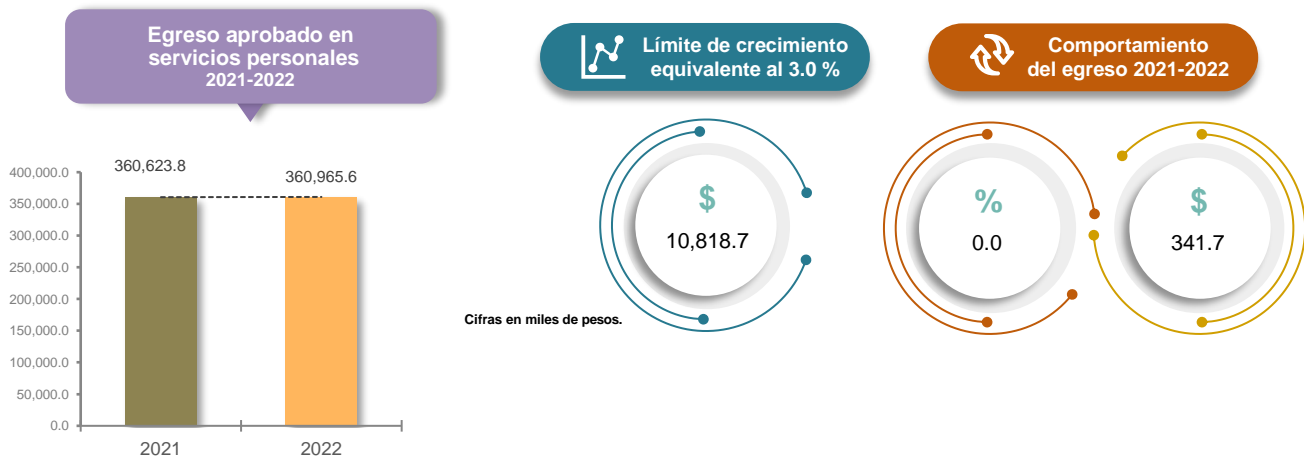 Egreso aprobado en
servicios personales
2021-2022
400,000.0
350,000.0
300,000.0
250,000.0
200,000.0
150,000.0
100,000.0
50,000.0
0.0
360,623.8
360,965.6
2021
2022
Límite de crecimiento
equivalente al 3.0 %
$
10,818.7
Cifras en miles de pesos.
Comportamiento
del egreso 2021-2022
%
0.0
$
341.7